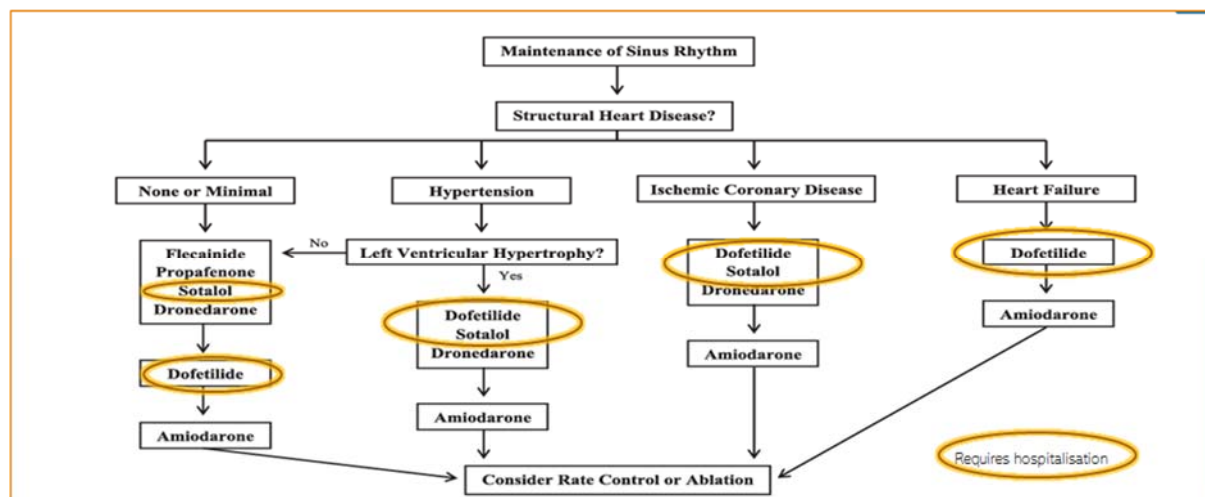 Maintenance of Sinus Rhythm
Structural Heart Disease?
None or Minimal
Hypertension
Ischemic Coronary Disease
Heart Failure
Flecainide
Propafenone
Sotalol
Dronedarone
No
Left Ventricular Hypertrophy?
Yes
Dofetilide
Sotalol
Dronedarone
Dofetilide
Sotalol
Dronedarone
Dofetilide
Amiodarone
Dofetilide
Amiodarone
Amiodarone
Amiodarone
Consider Rate Control or Ablation
Requires hospitalisation